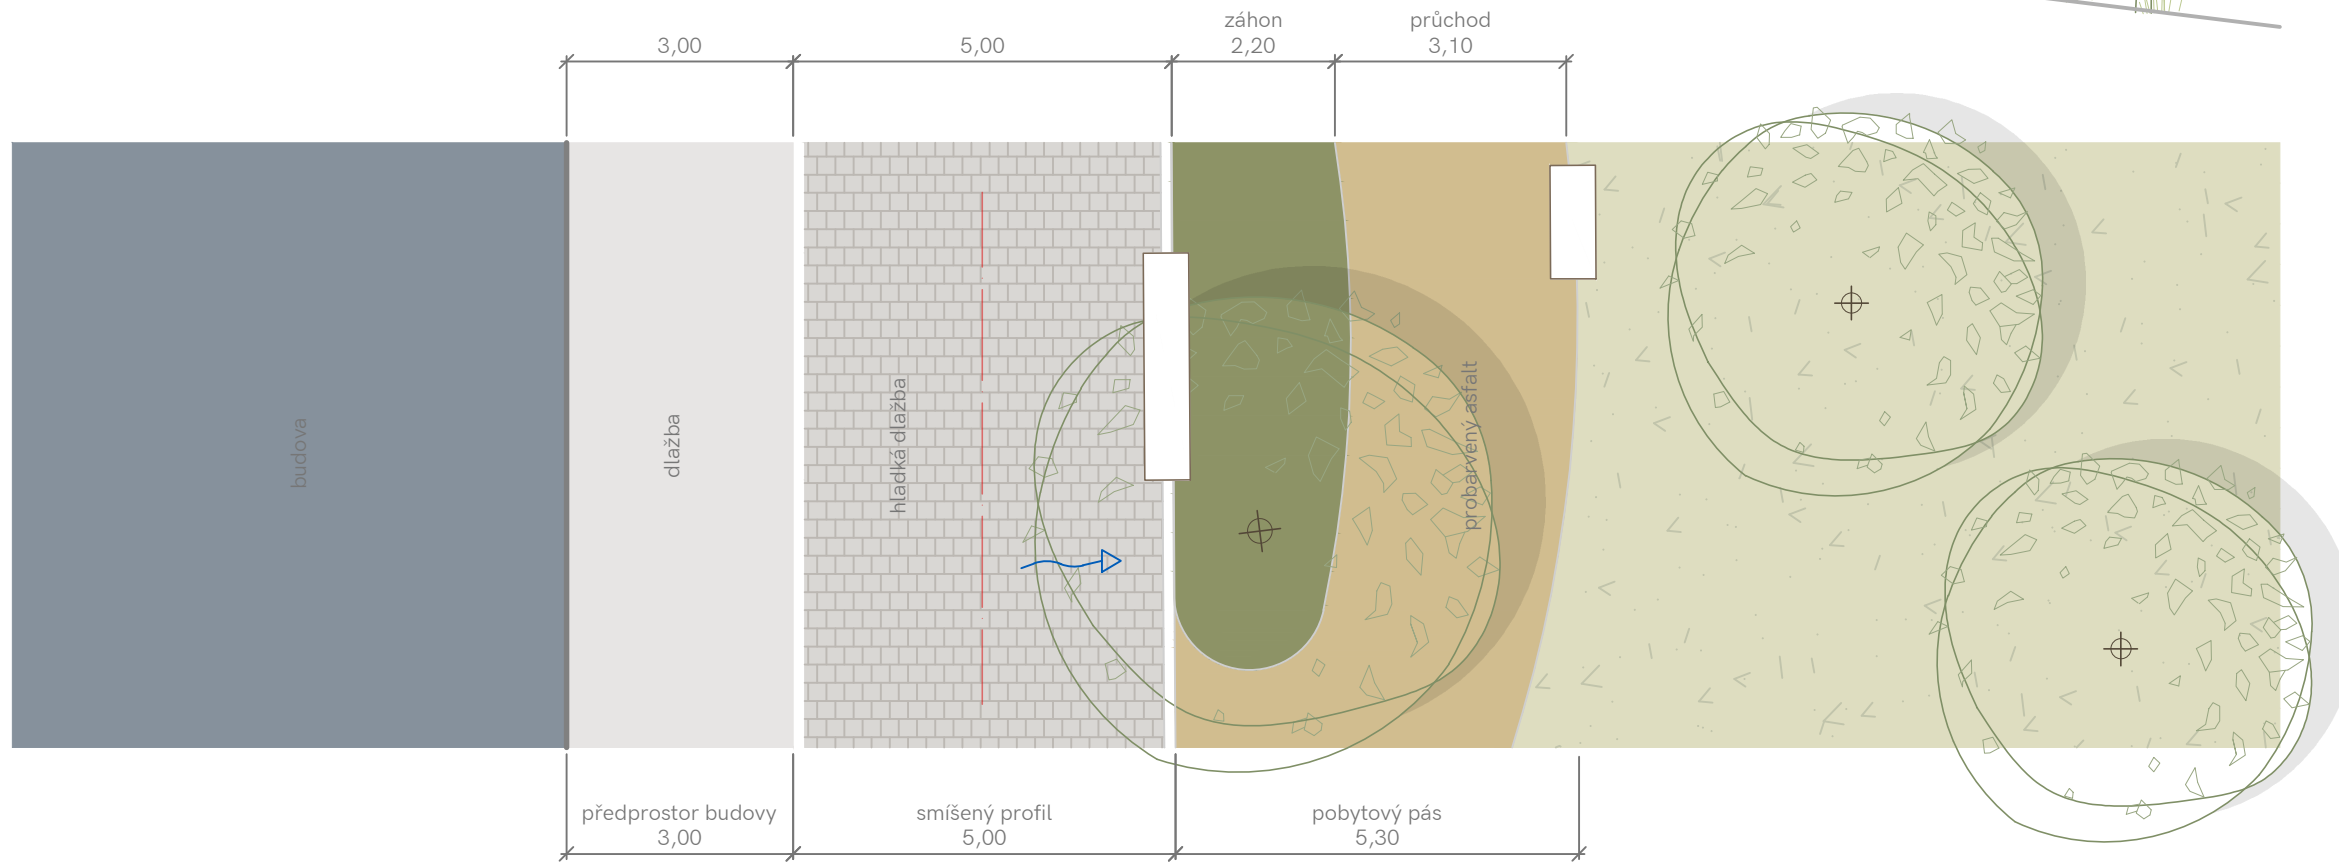 záhon
průchod
3,00
5,00
2,20
3,10
budova
dlažba
hladká dlažba
probarvený asfalt
předprostor budovy
smíšený profil
pobytový pás
3,00
5,00
5,30